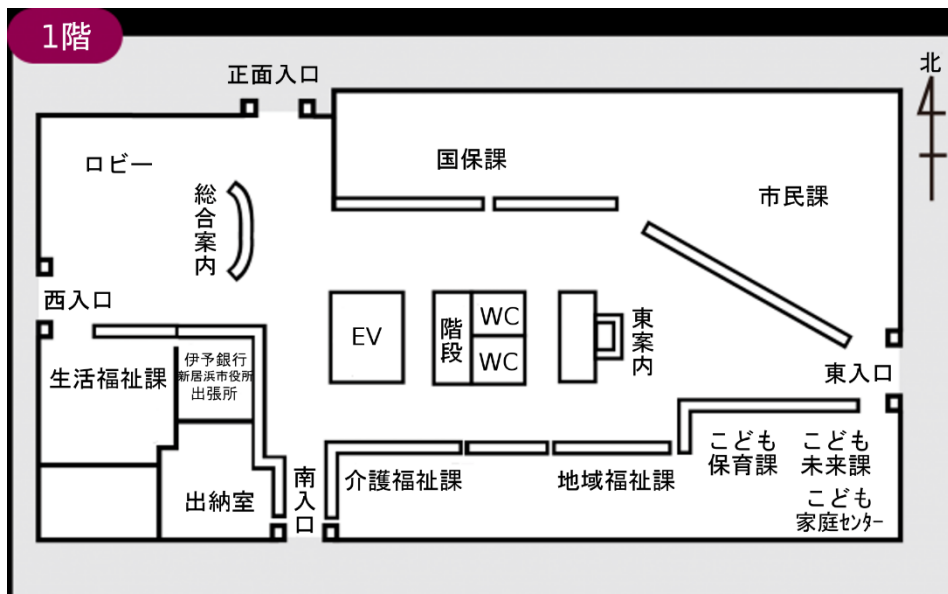 1階
正面入口
北
ロビー
国保課
市民課
総合案内
西入口
EV
階段
WC
WC
東案内
生活福祉課
伊予銀行
新居浜市役所
出張所
東入口
出納室
南入口
介護福祉課
地域福祉課
こども
保育課
こども
未来課
こども
家庭センター